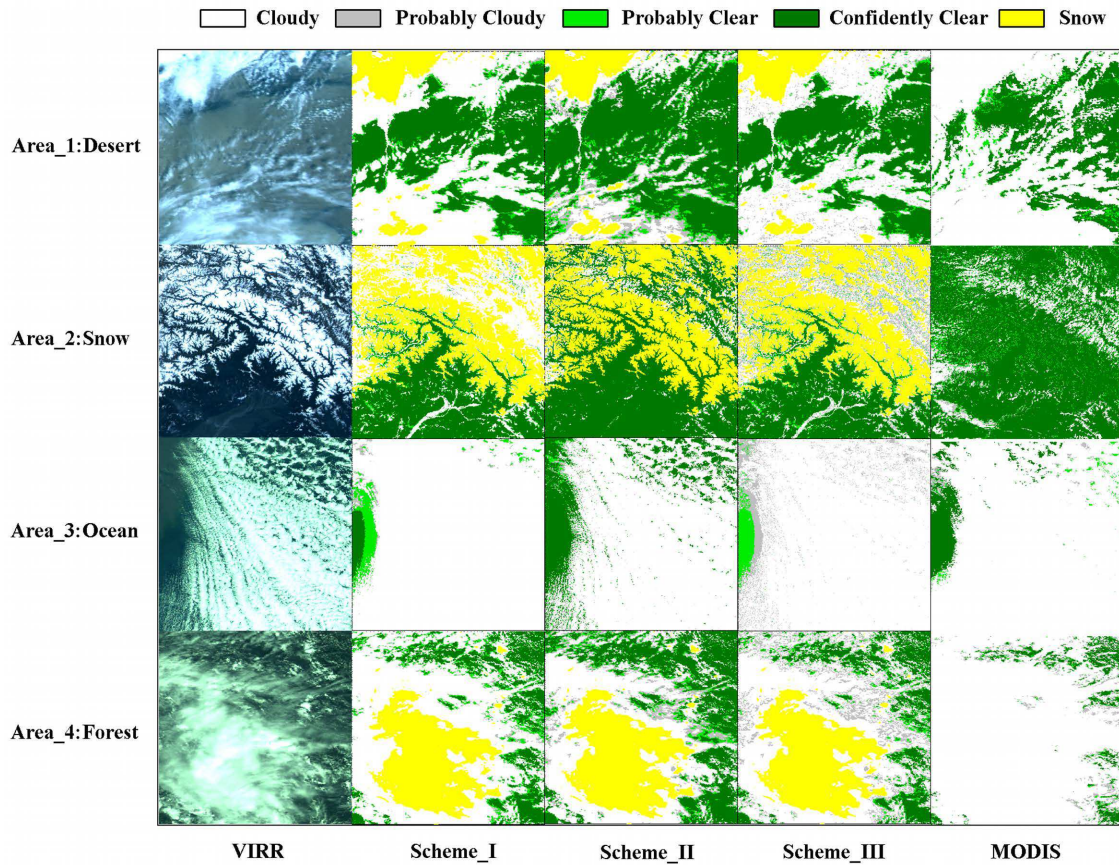 Cloudy Probably Cloudy Probably Clear Confidently Clear Snow
Area_1:Desert
Area_2:Snow
Area_3:Ocean
Area_4:Forest
VIRR Scheme_I Scheme_II Scheme_III MODIS